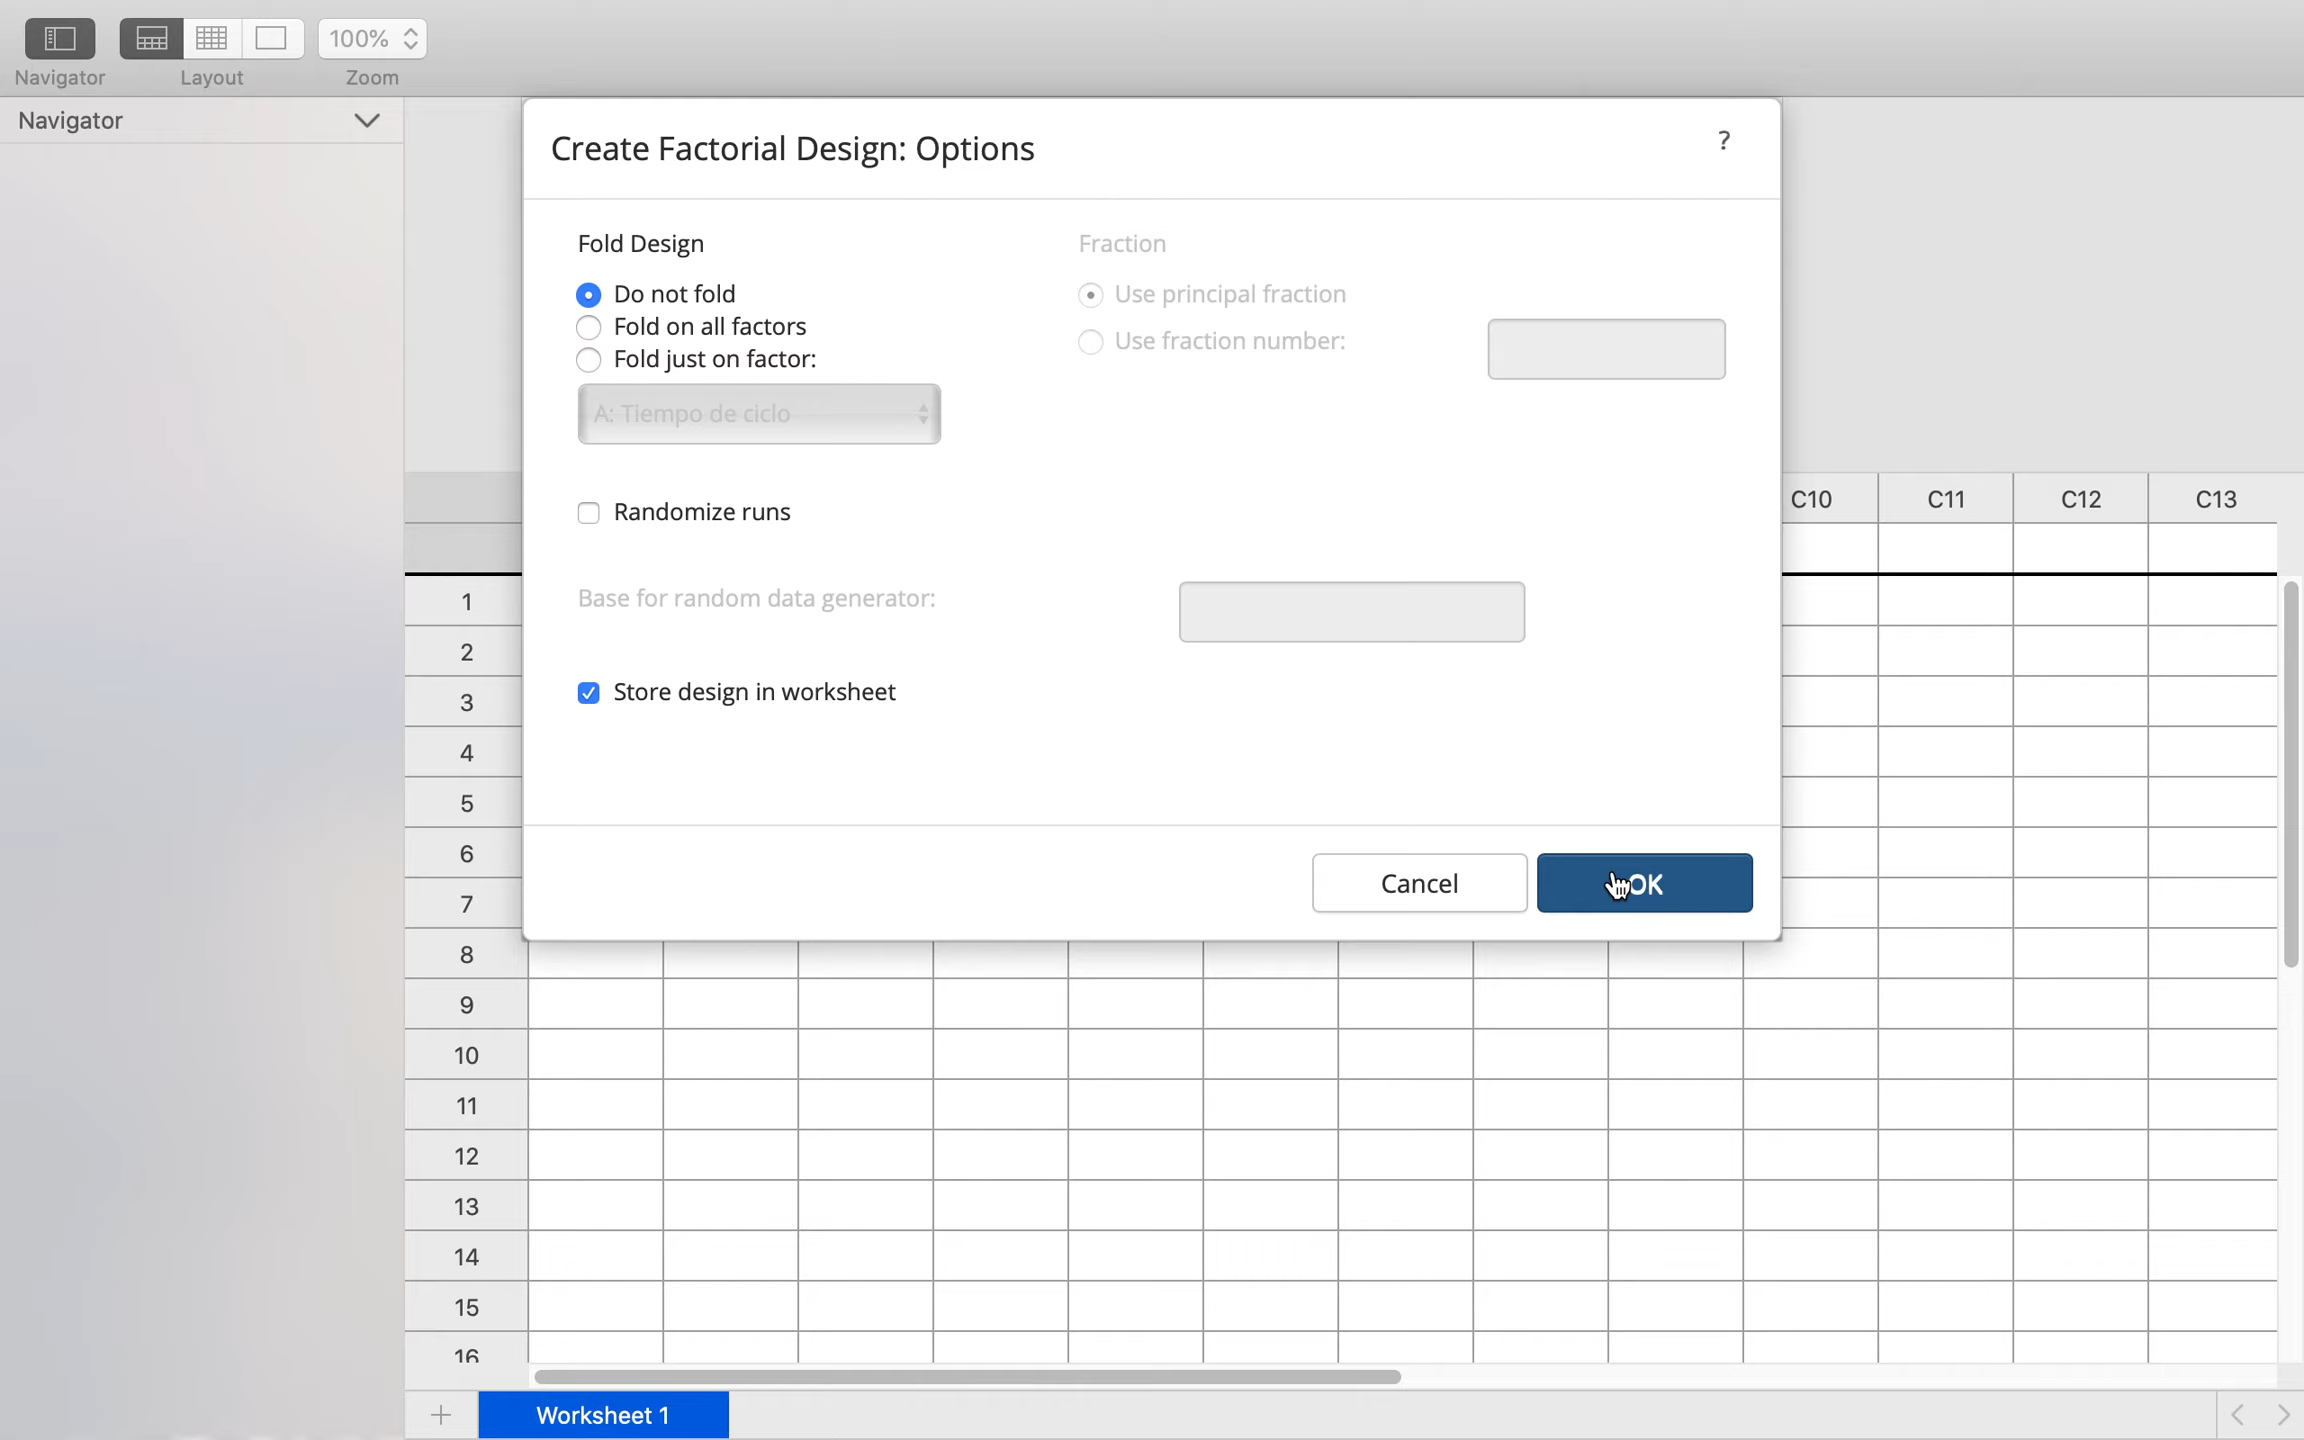 100%
Navigator
Layout
Zoom
Navigator
Create Factorial Design: Options
?
Fold Design
Fraction
Do not fold
Use principal fraction
Fold on all factors
Use fraction number:
Fold just on factor:
A: Tiempo de ciclo
Randomize runs
C10 C11 C12 C13
Base for random data generator:
Store design in worksheet
Cancel
OK
1
2
3
4
5
6
7
8
9
10
11
12
13
14
15
16
Worksheet 1